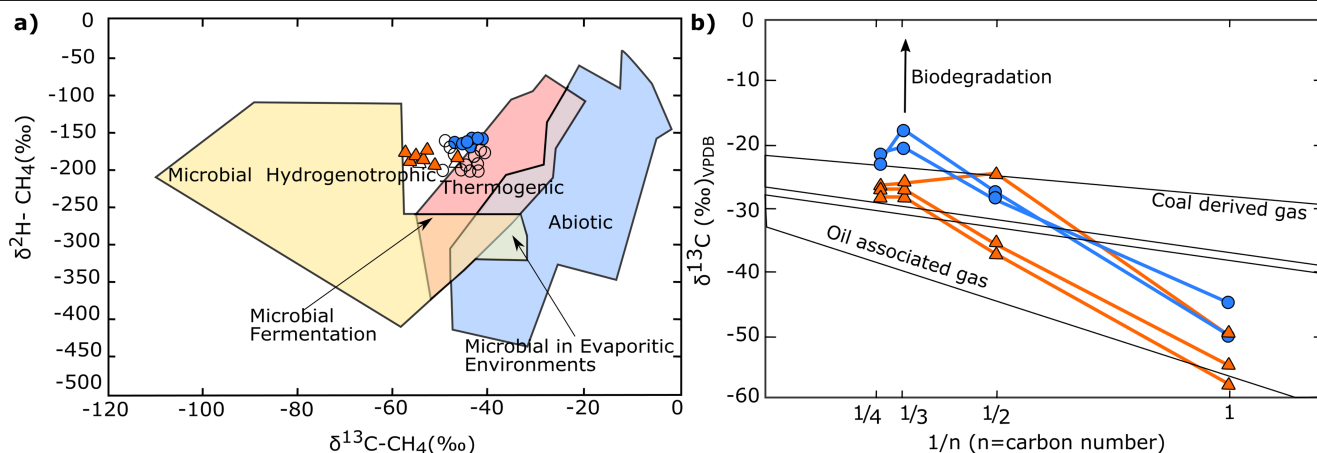 a)
0
-50
-100
-150
-200
-250
-300
-350
-400
-450
-500
δ²H- CH₄(‰)
Microbial Hydrogenotrophic
Thermogenic
Abiotic
Microbial
Fermentation
Microbial in Evaporitic
Environments
-120
-100
-80
-60
-40
-20
0
δ¹³C-CH₄(‰)
b)
0
-10
-20
-30
-40
-50
-60
δ¹³C (‰)VPDB
Biodegradation
Coal derived gas
Oil associated gas
1/4
1/3
1/2
1
1/n (n=carbon number)